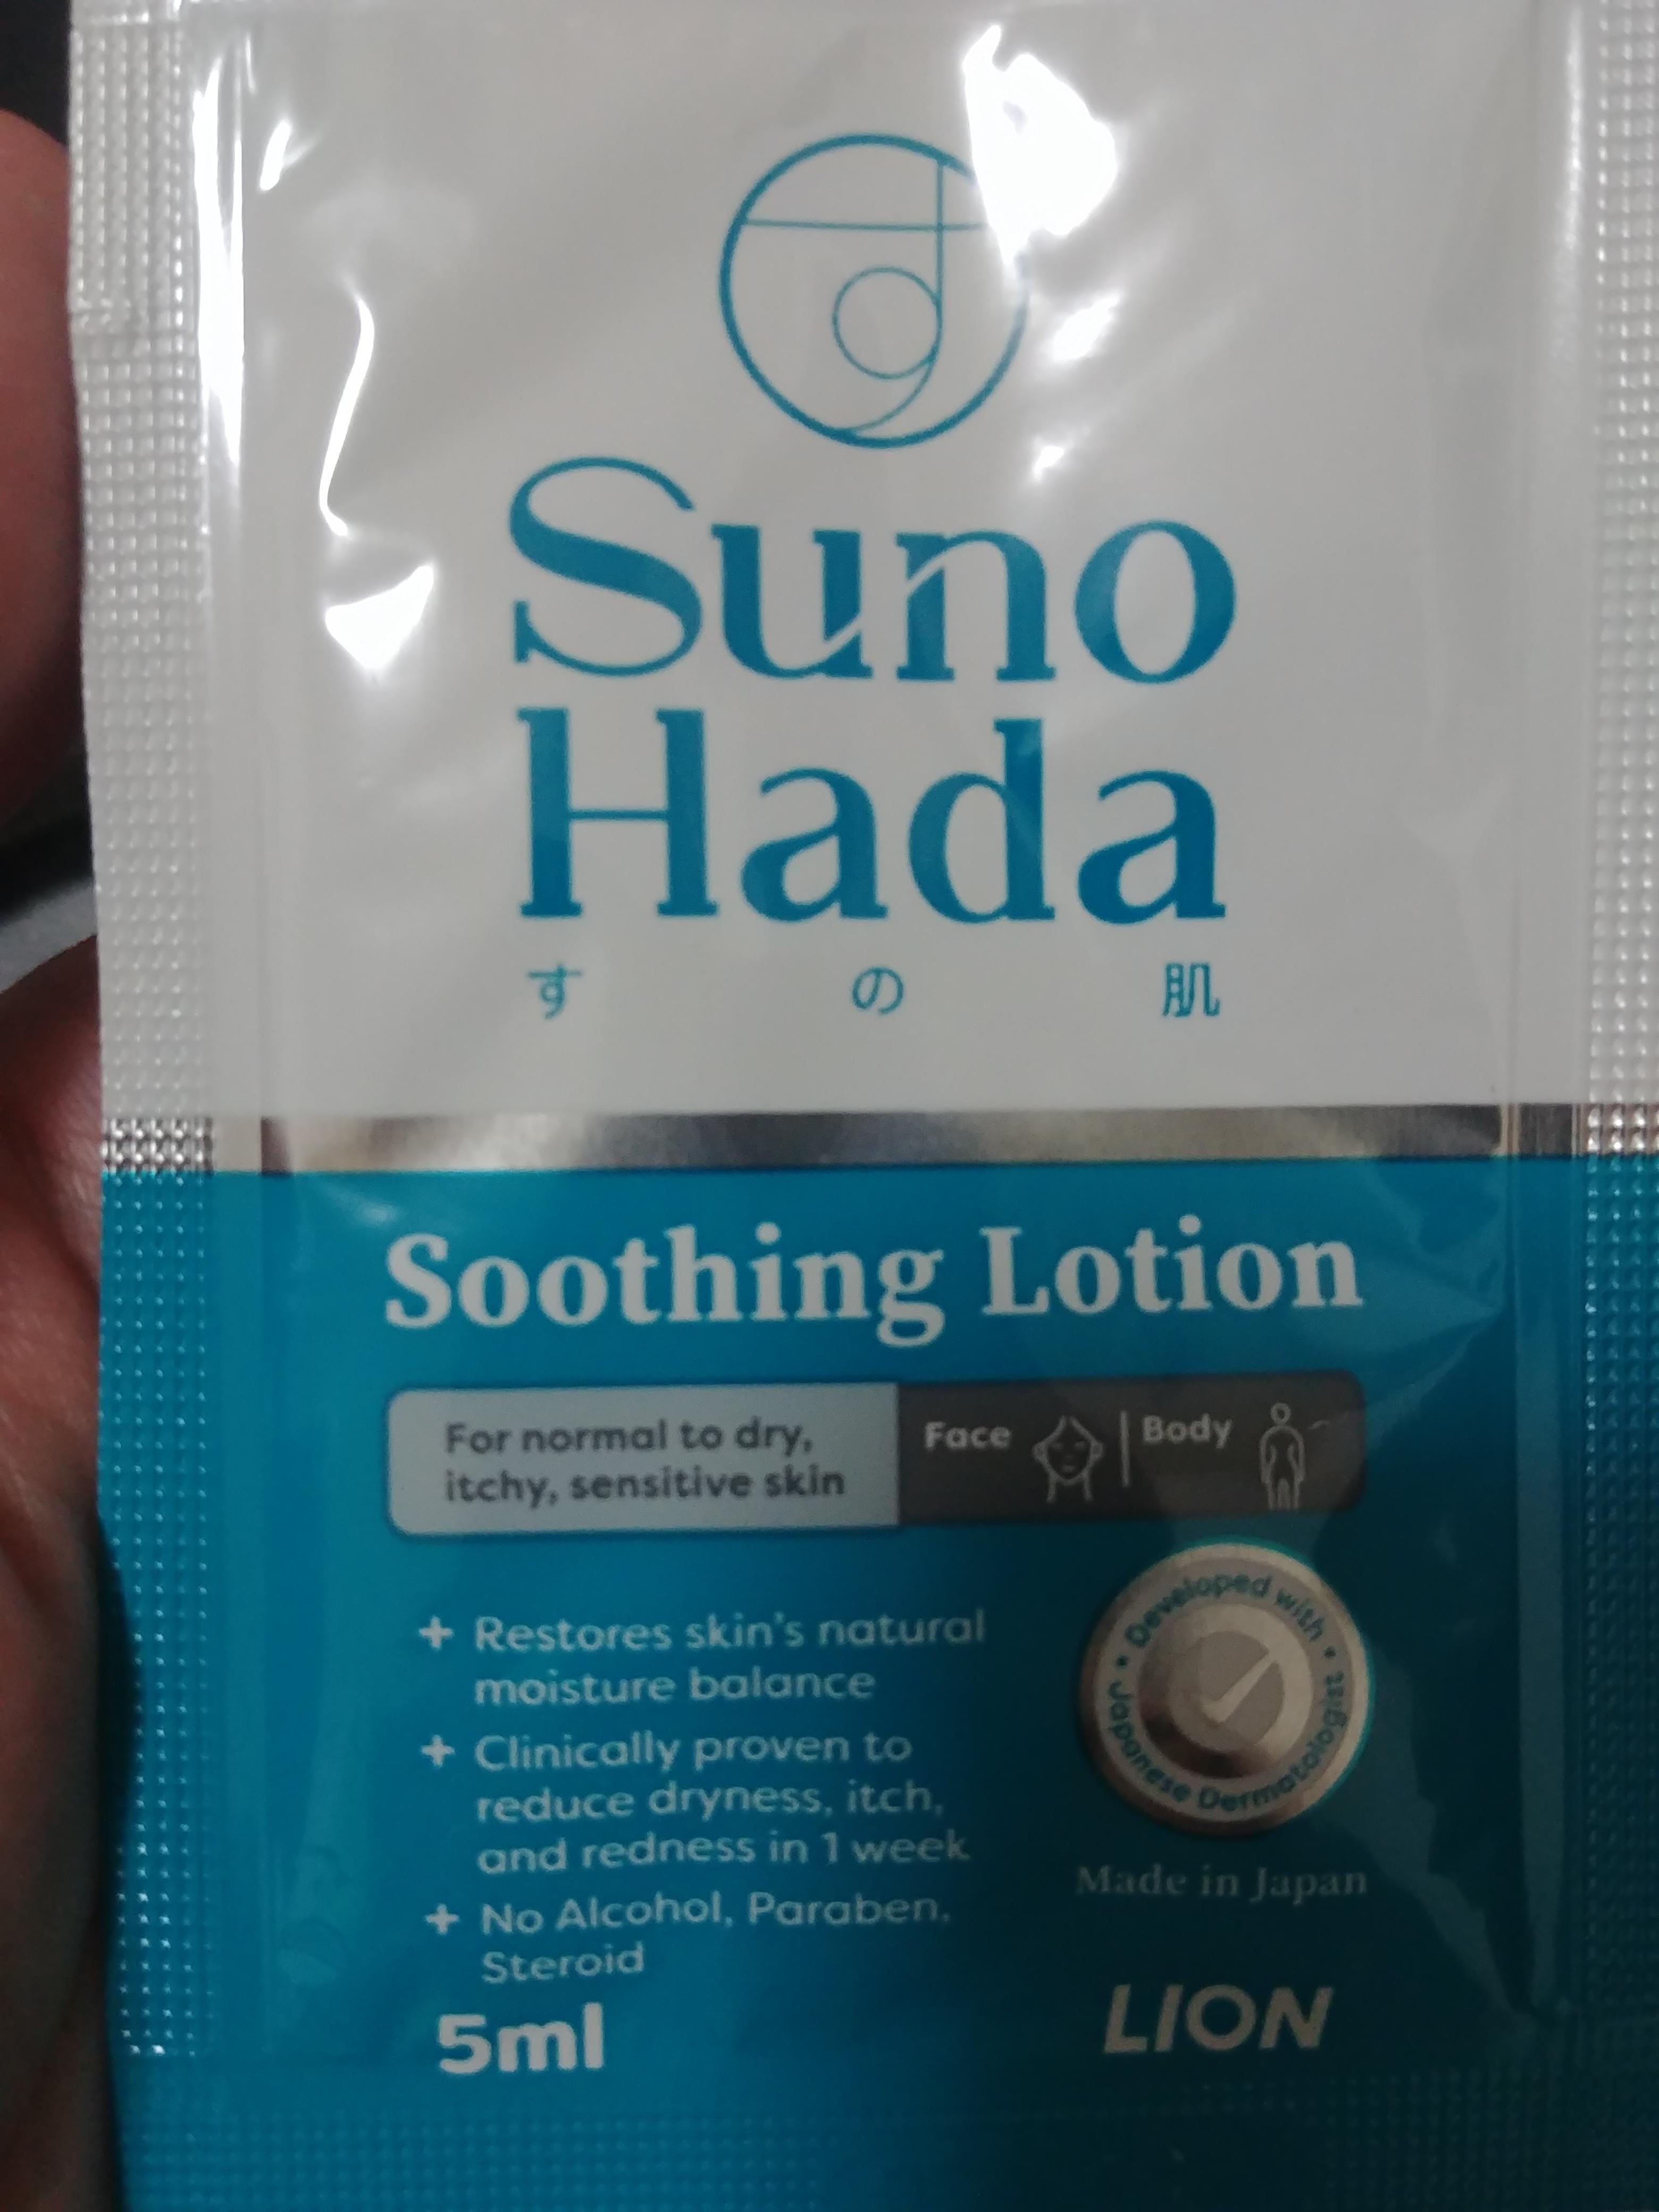 Suno
Hada
すの肌
Soothing Lotion
For normal to dry,
itchy, sensitive skin
Face
Body
+ Restores skin's natural
moisture balance
+ Clinically proven to
reduce dryness, itch,
and redness in 1 week
+ No Alcohol, Paraben,
Steroid
• Developed with •
Japanese Dermatologist
Made in Japan
5ml
LION